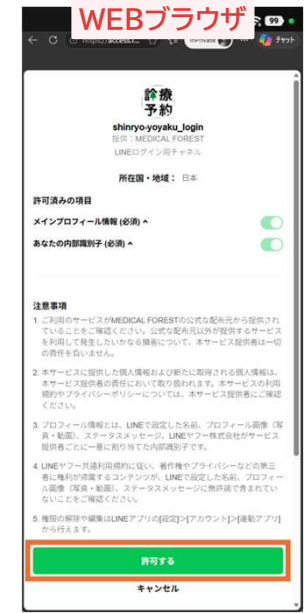 WEBブラウザ
99
https://access.l...
InPrivate
チャット
診療
予約
shinryo-yoyaku_login
提供：MEDICAL FOREST
LINEログイン用チャネル
所在国・地域： 日本
許可済みの項目
メインプロフィール情報 (必須)
あなたの内部識別子 (必須)
注意事項
1. ご利用のサービスがMEDICAL FORESTの公式な配布元から提供され
ていることをご確認ください。公式な配布元以外が提供するサービス
を利用して発生したいかなる損害について、本サービス提供者は一切
の責任を負いません。
2. 本サービスに提供した個人情報および新たに取得される個人情報は、
本サービス提供者の責任において取り扱われます。本サービスの利用
規約やプライバシーポリシーについては、本サービス提供者にご確認
ください。
3. プロフィール情報とは、LINEで設定した名前、プロフィール画像（写
真・動画）、ステータスメッセージ、LINEヤフー株式会社がサービス
提供者ごとに一意に割り当てた内部識別子です。
4. LINEヤフー共通利用規約に従い、著作権やプライバシーなどの第三
者に権利が帰属するコンテンツが、LINEで設定した名前、プロフィー
ル画像（写真・動画）、ステータスメッセージに無許諾で含まれてい
ないことをご確認ください。
5. 権限の解除や編集はLINEアプリの[設定]>[アカウント]>[連動アプリ]
から行えます。
許可する
キャンセル